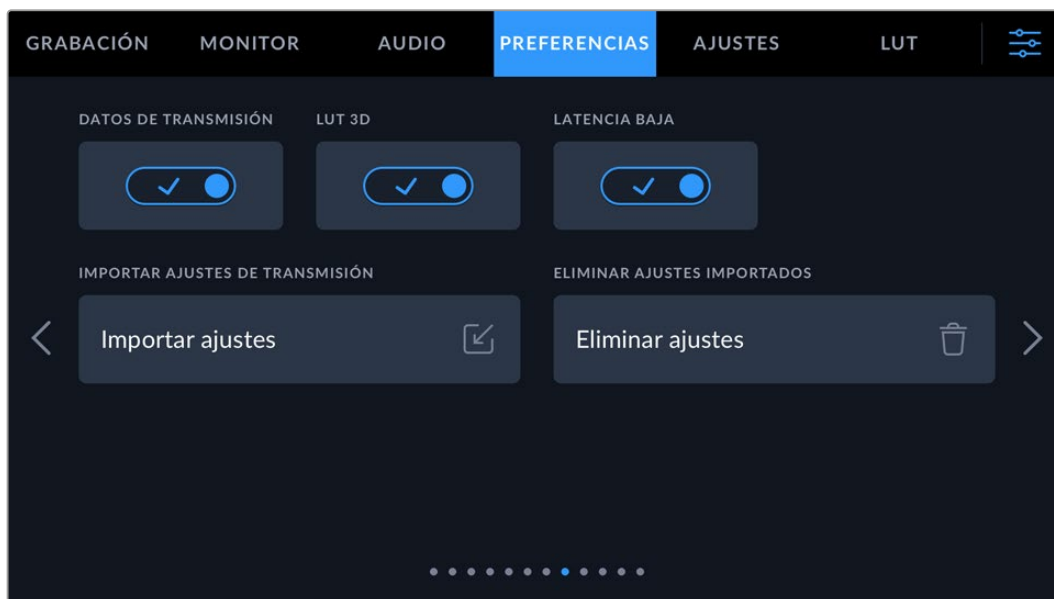 GRABACIÓN MONITOR AUDIO PREFERENCIAS AJUSTES LUT
DATOS DE TRANSMISIÓN LUT 3D LATENCIA BAJA
IMPORTAR AJUSTES DE TRANSMISIÓN ELIMINAR AJUSTES IMPORTADOS
Importar ajustes Eliminar ajustes